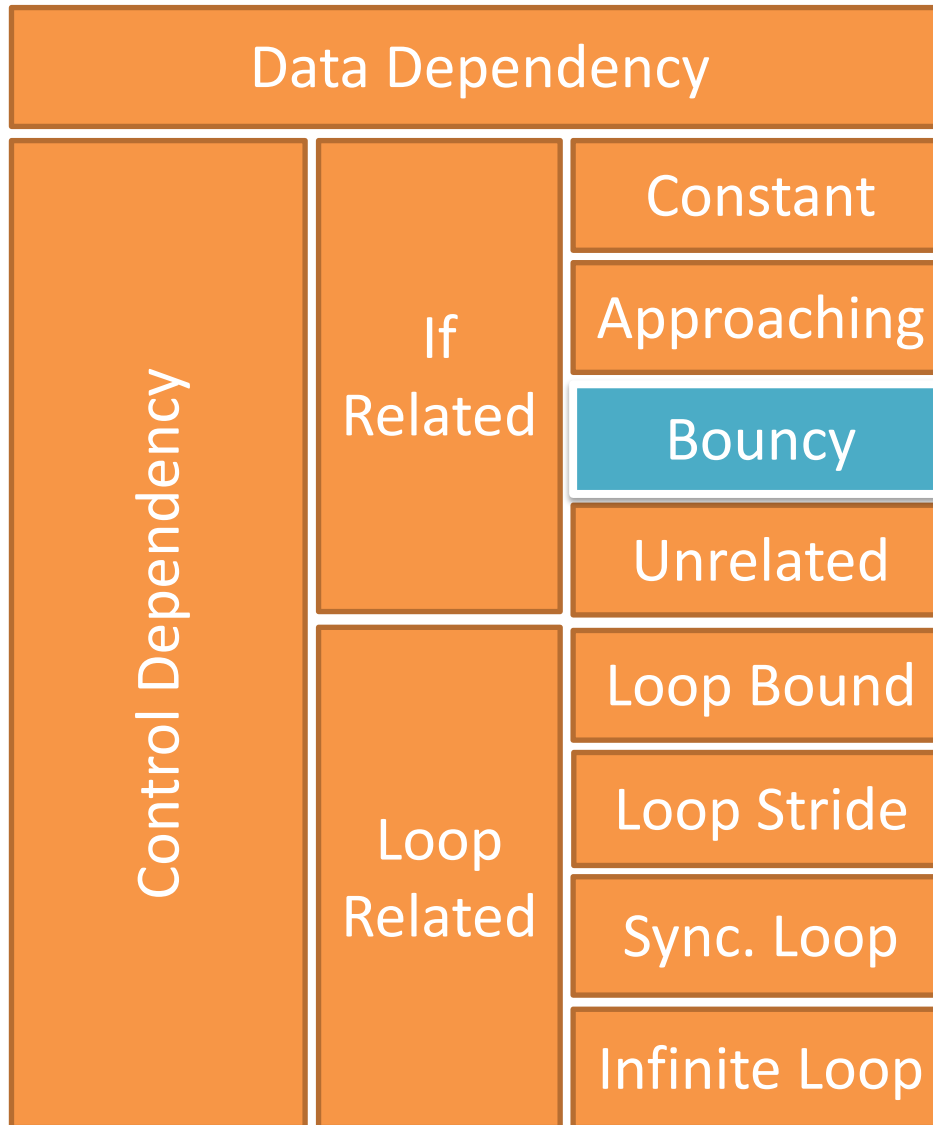 Data Dependency
Control Dependency
If
Related
Constant
Approaching
Bouncy
Unrelated
Loop
Related
Loop Bound
Loop Stride
Sync. Loop
Infinite Loop